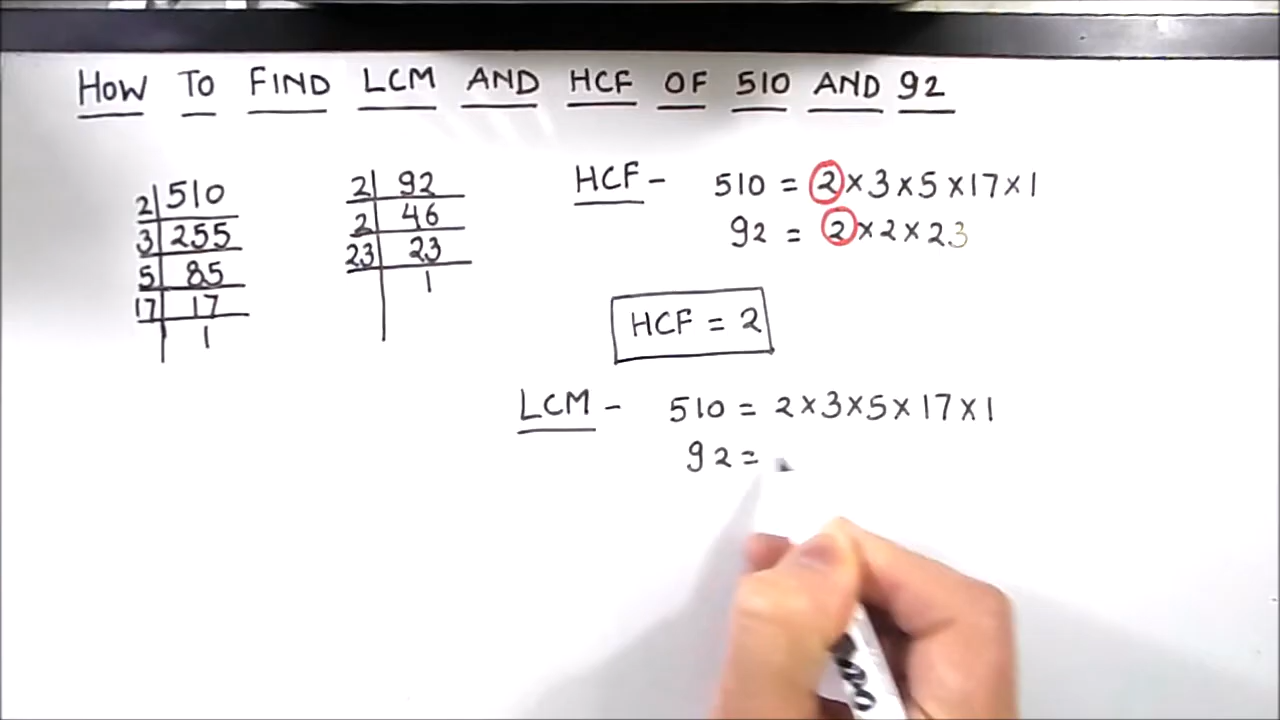 HOW TO FIND LCM AND HCF OF 510 AND 92
2 510
3 255
5 85
17 17
1
2 92
2 46
23 23
1
HCF - 510 = 2 × 3 × 5 × 17 × 1
92 = 2 × 2 × 23
HCF = 2
LCM - 510 = 2 × 3 × 5 × 17 × 1
92 =